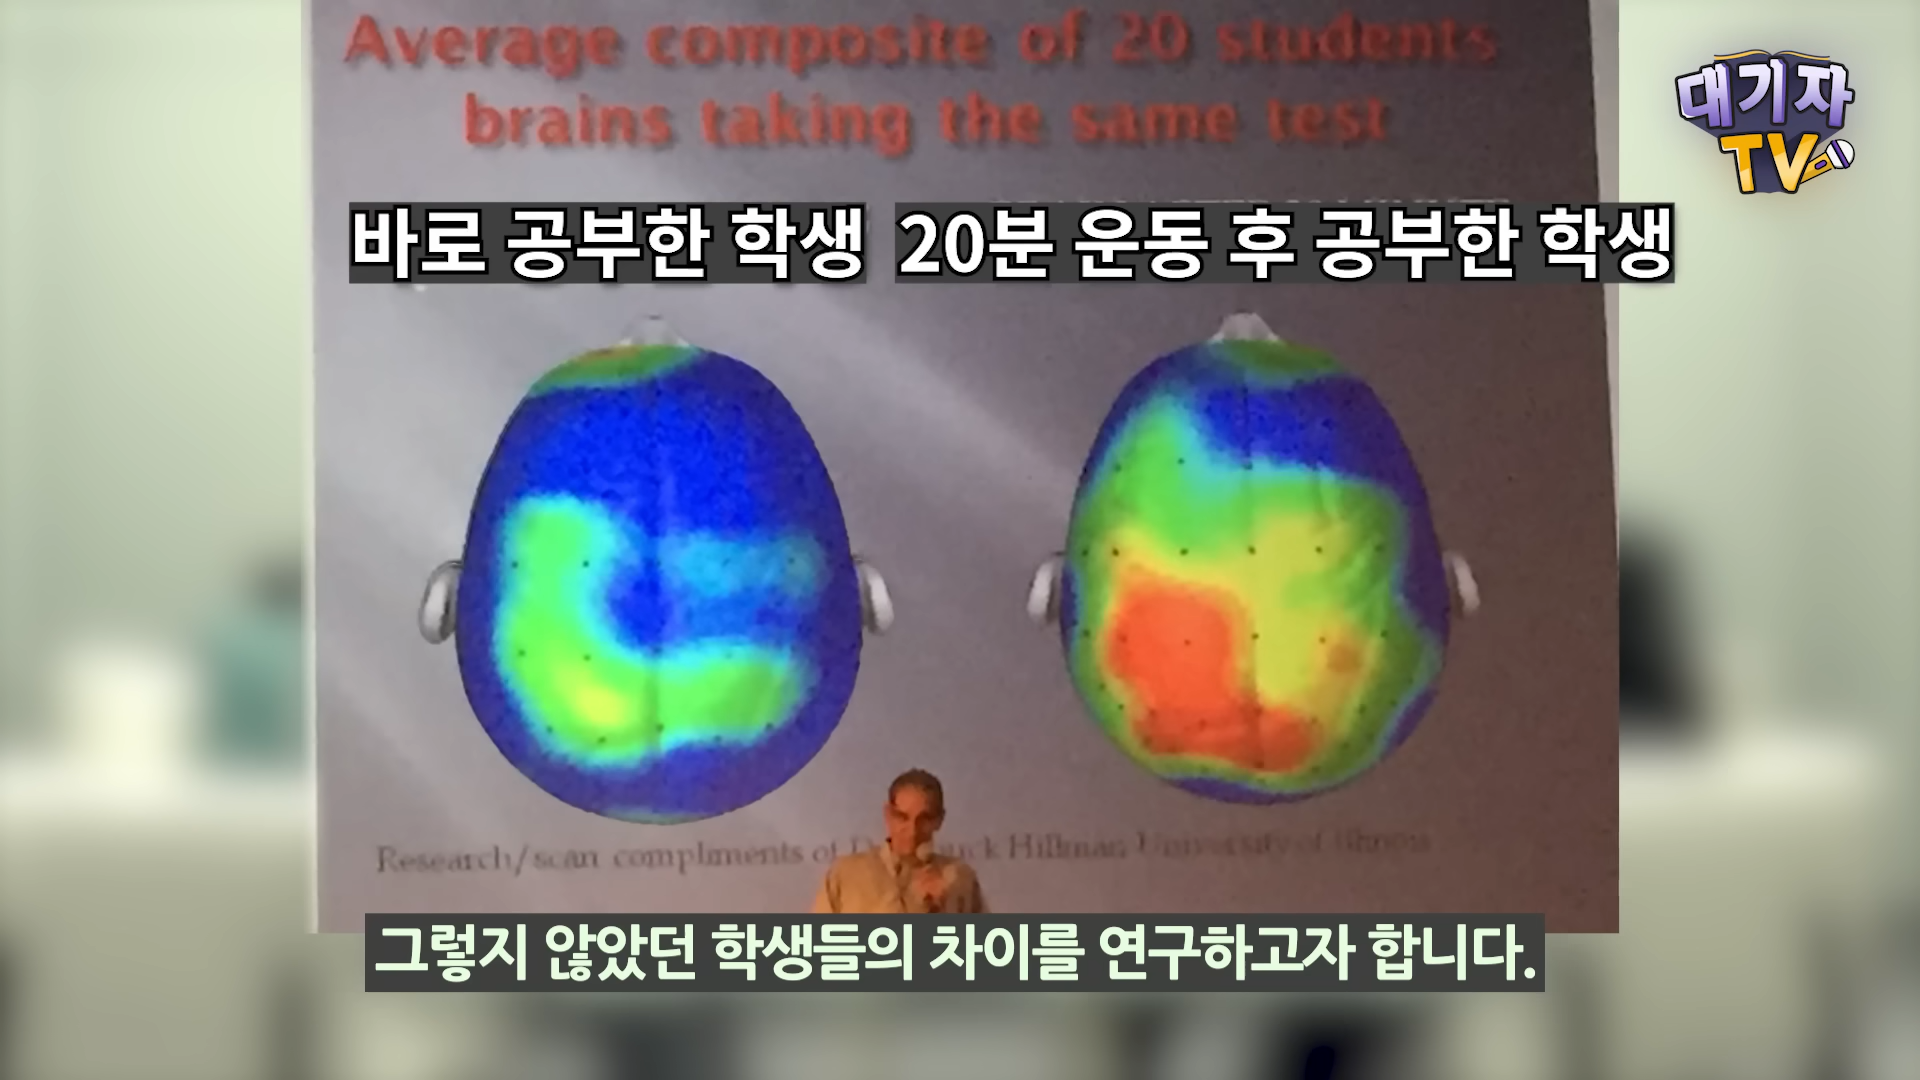 Average composite of 20 students
brains taking the same test
대기자
TV
바로 공부한 학생
20분 운동 후 공부한 학생
Research/scan compliments of Hillman University of Illinois
그렇지 않았던 학생들의 차이를 연구하고자 합니다.